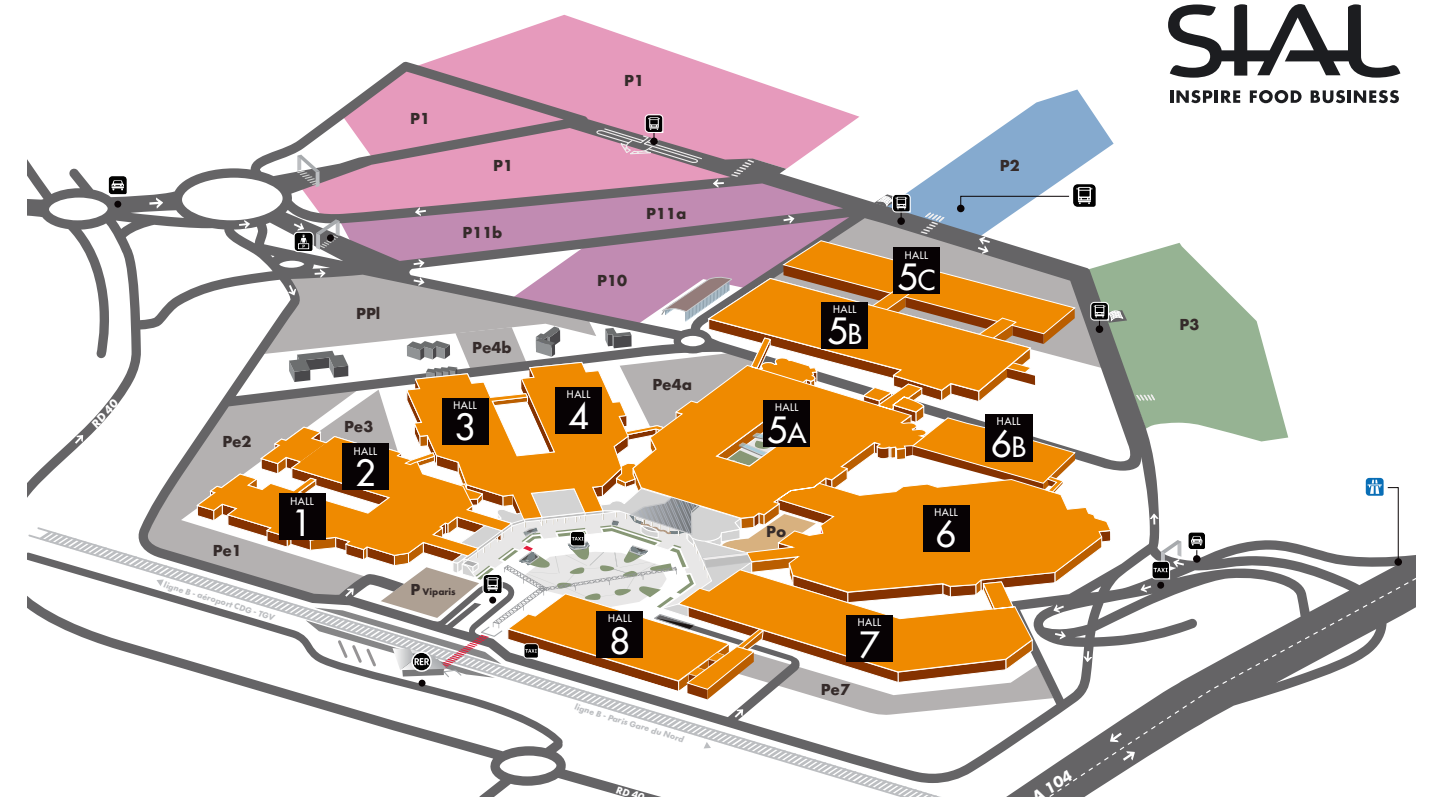 SIAL
INSPIRE FOOD BUSINESS
P1
P1
P1
P2
P11a
P11b
P10
HALL
5C
PPl
HALL
5B
P3
Pe4b
Pe4a
HALL
3
HALL
4
HALL
5A
RD 40
Pe2
Pe3
HALL
6B
HALL
2
HALL
1
HALL
6
Po
TAXI
Pe1
TAXI
P Viparis
ligne B - aéroport CDG - TGV
HALL
8
HALL
7
TAXI
RER
Pe7
ligne B - Paris Gare du Nord
A 104
RD 40